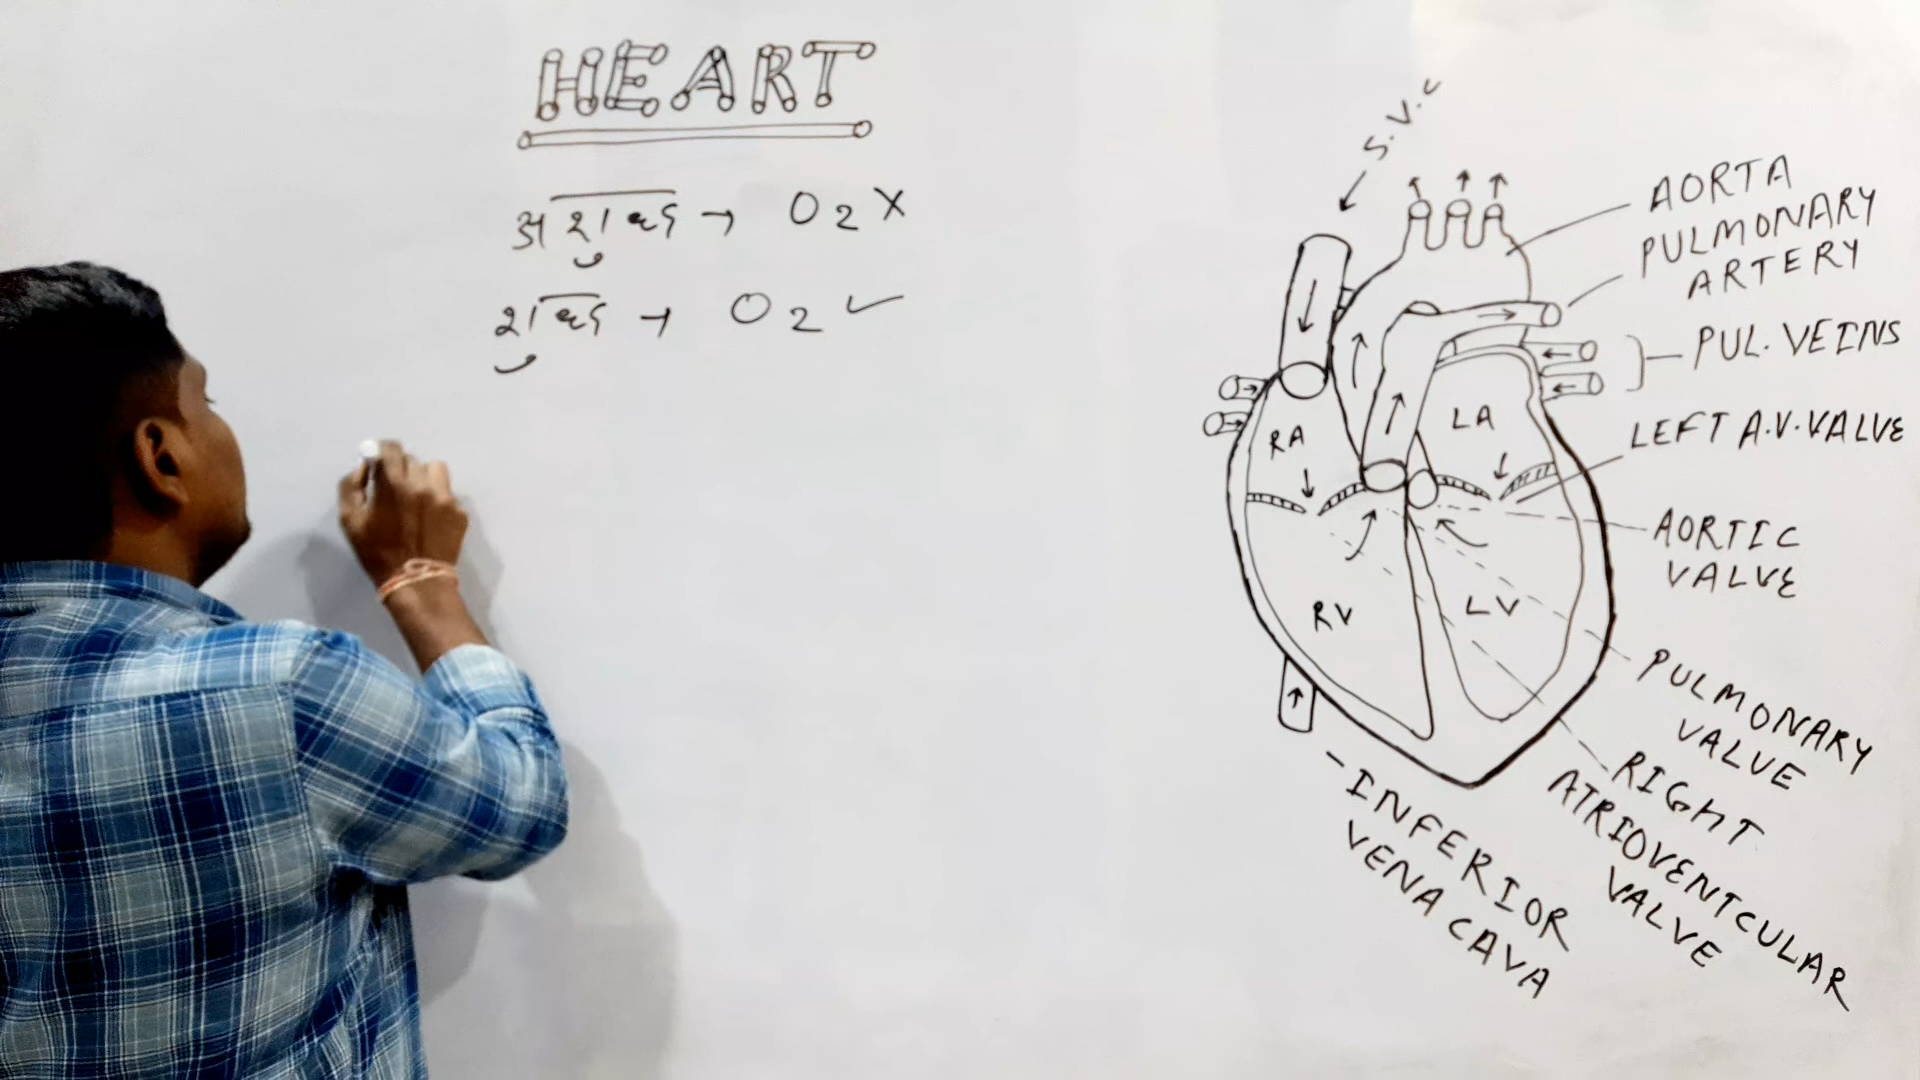 HEART
अशुद्ध → O2 X
शुद्ध → O2 ✓
S.V.C
AORTA
PULMONARY
ARTERY
PUL. VEINS
LEFT A.V. VALVE
AORTIC
VALVE
PULMONARY
VALVE
RIGHT
ATRIOVENTCULAR
VALVE
INFERIOR
VENA CAVA
RA
LA
RV
LV